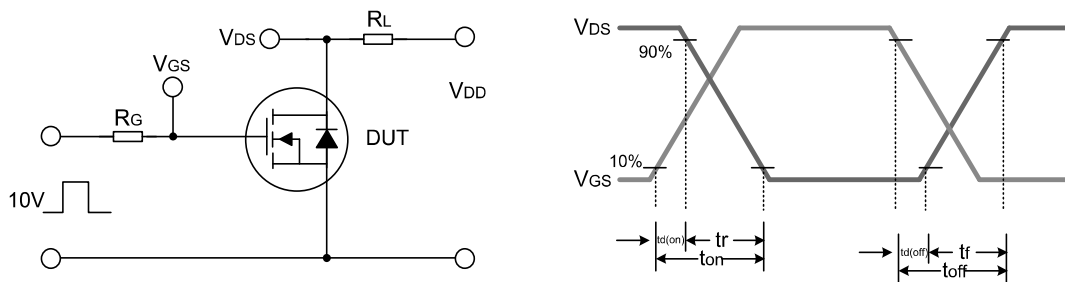 RL
VDS
VGS
VDD
RG
DUT
10V
VDS
90%
10%
VGS
td(on)
tr
ton
td(off)
tf
toff